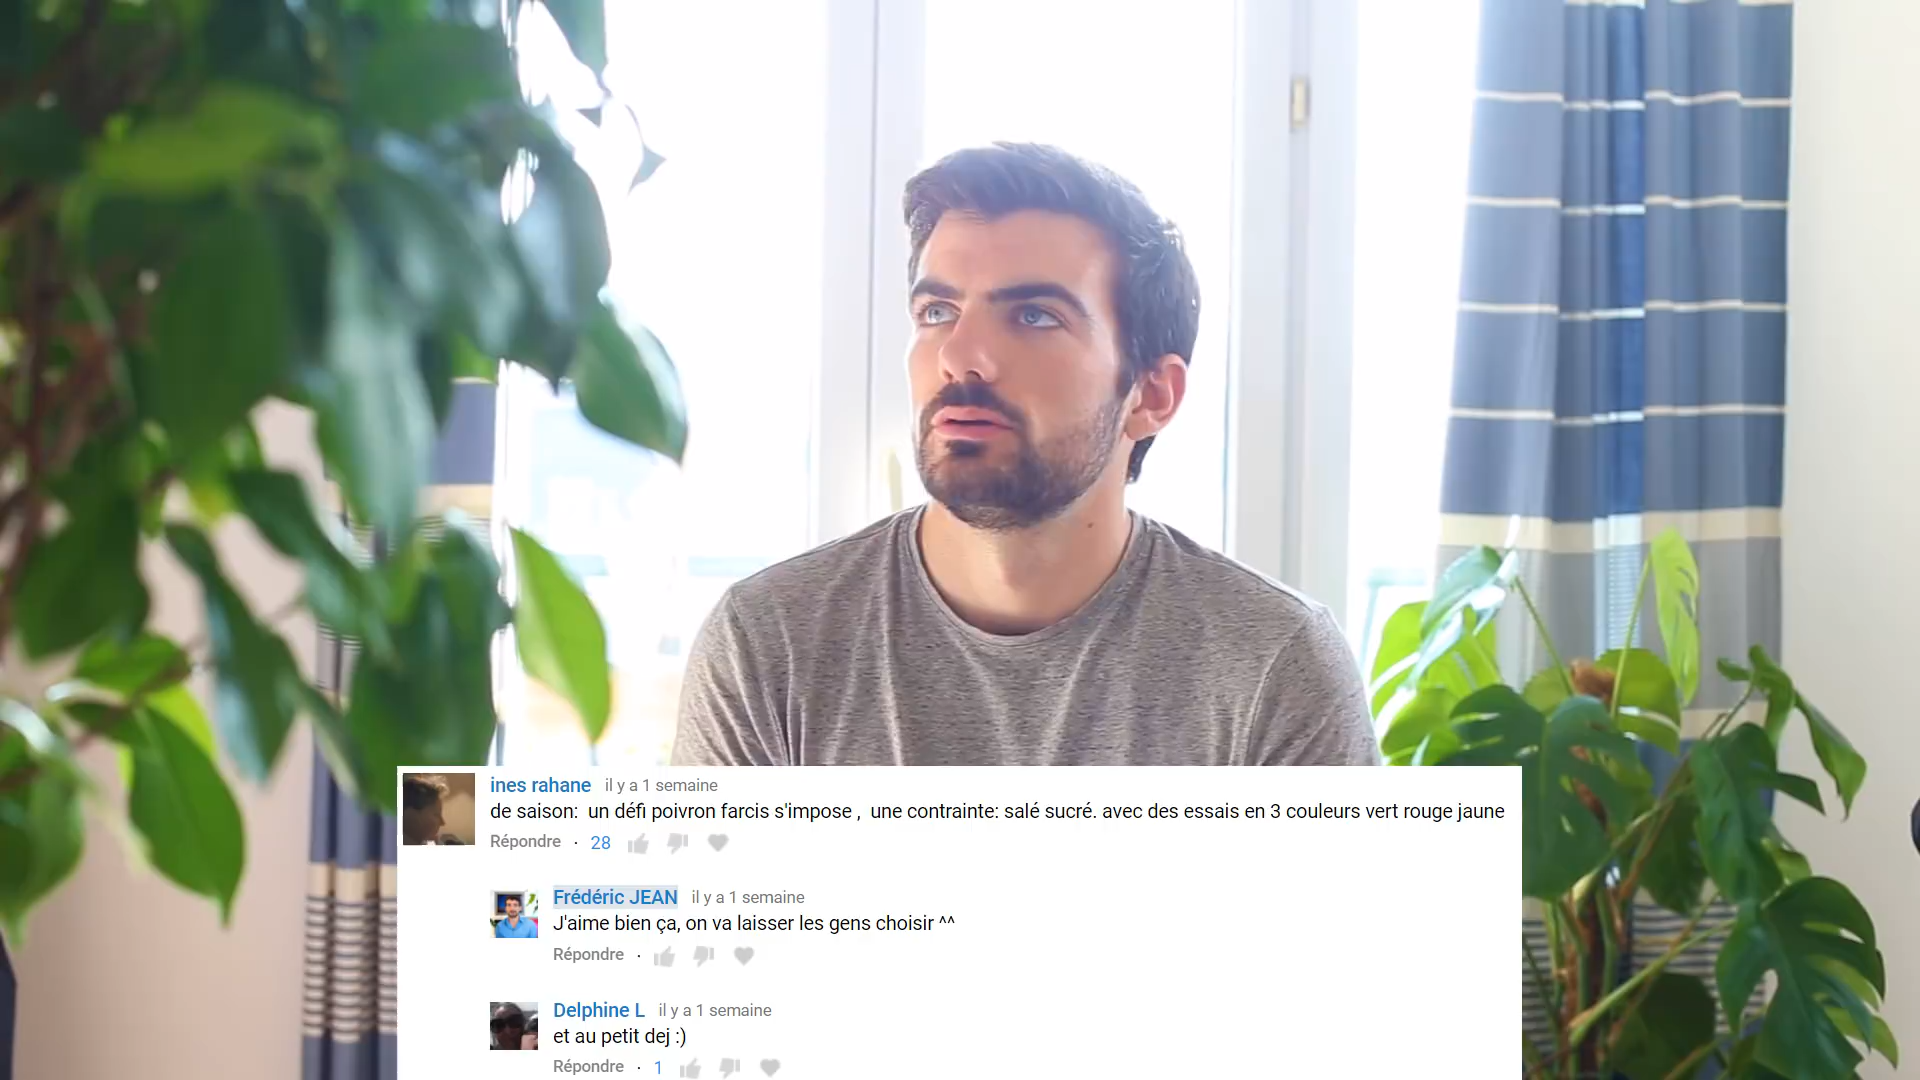 ines rahane il y a 1 semaine
de saison:  un défi poivron farcis s'impose ,  une contrainte: salé sucré. avec des essais en 3 couleurs vert rouge jaune
Répondre · 28
Frédéric JEAN il y a 1 semaine
J'aime bien ça, on va laisser les gens choisir ^^
Répondre ·
Delphine L il y a 1 semaine
et au petit dej :)
Répondre · 1